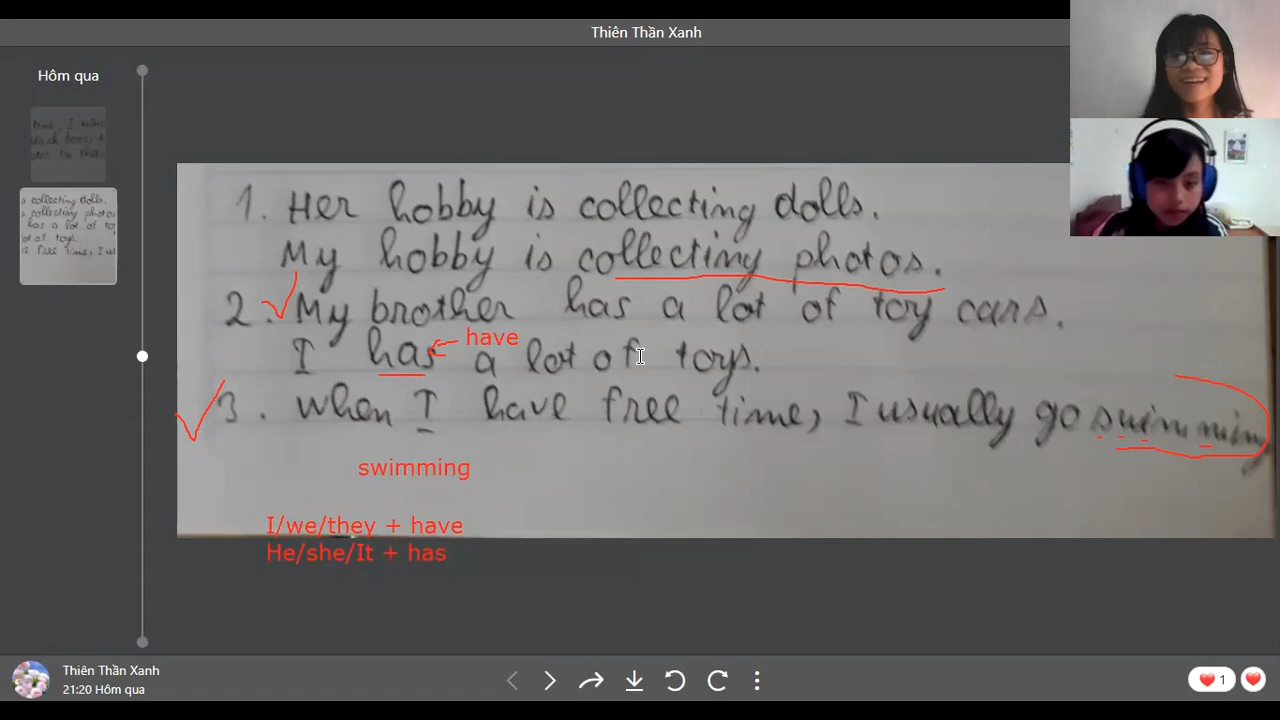 Thiên Thần Xanh
Hôm qua
1. Her hobby is collecting dolls.
My hobby is collecting photos.
2. My brother has a lot of toy cars.
have
I has a lot of toys.
3. When I have free time, I usually go swimming
swimming
I/we/they + have
He/she/It + has
Thiên Thần Xanh
21:20 Hôm qua
1